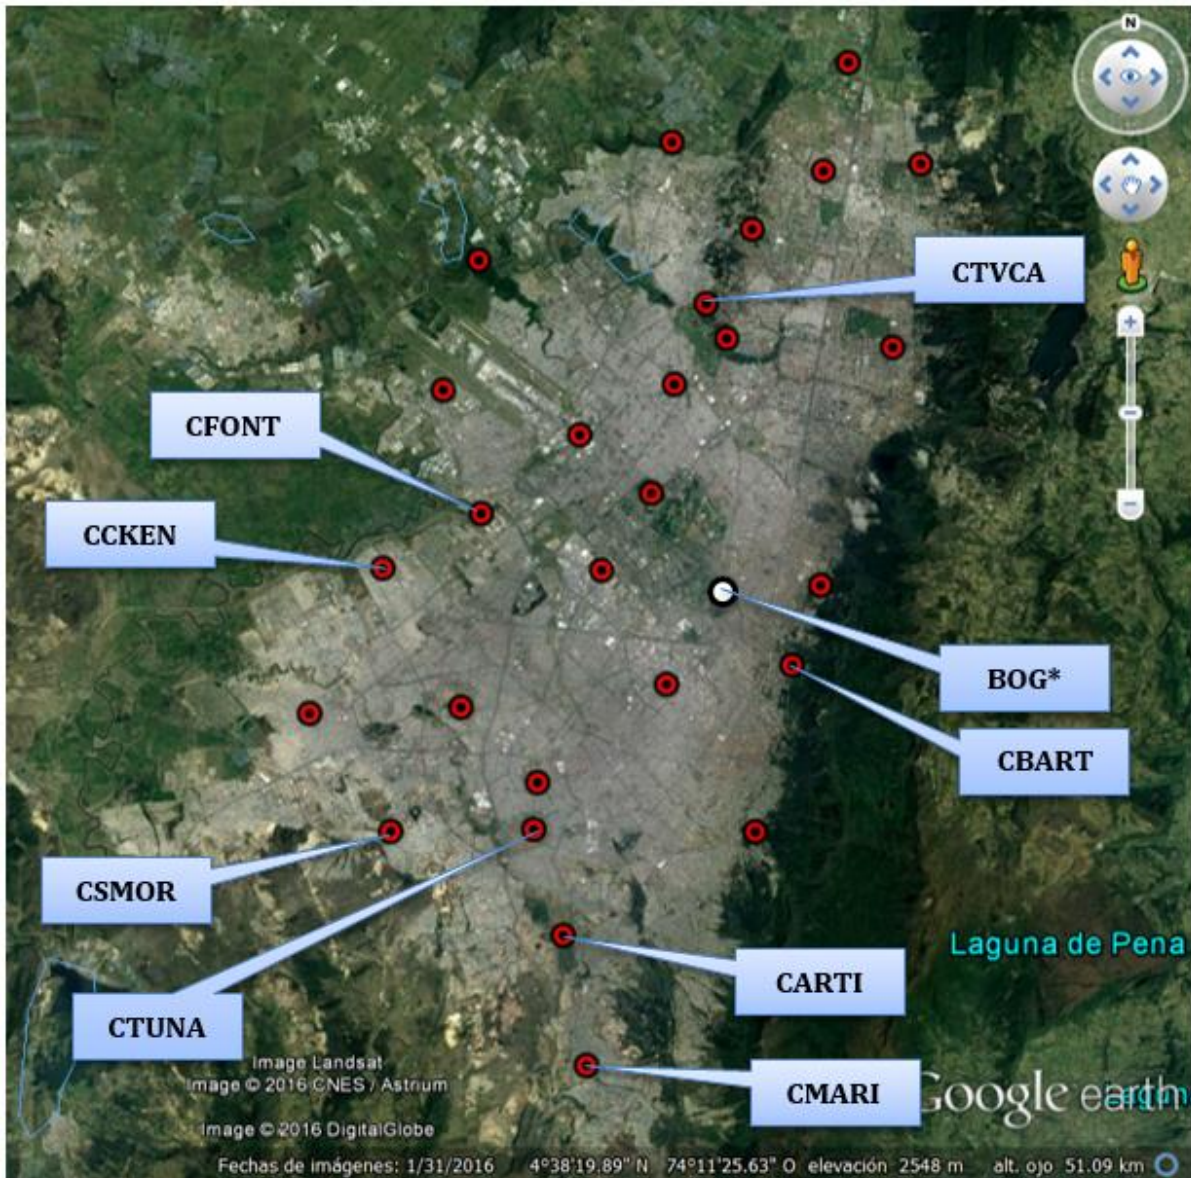 N
CTVCA
CFONT
CCKEN
BOG*
CBART
CSMOR
Laguna de Pena
CARTI
CTUNA
Image Landsat
Image © 2016 CNES / Astrium
CMARI
Google earth
Image © 2016 DigitalGlobe
Fechas de imágenes: 1/31/2016 4°38'19.89" N 74°11'25.63" O elevación 2548 m alt. ojo 51.09 km